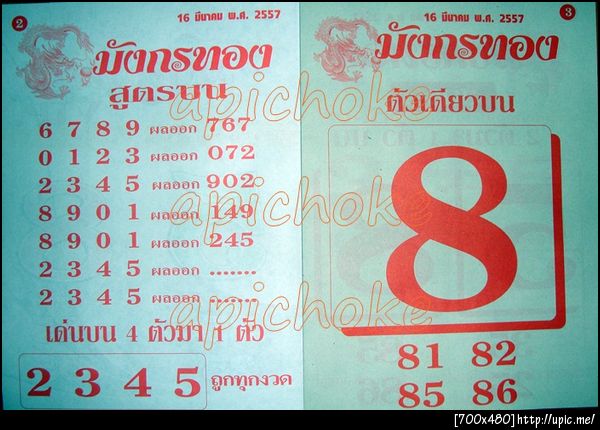 2
16 มีนาคม พ.ศ. 2557
มังกรทอง
สูตรบน
6 7 8 9 ผลออก 767
0 1 2 3 ผลออก 072
2 3 4 5 ผลออก 902
8 9 0 1 ผลออก 149
8 9 0 1 ผลออก 245
2 3 4 5 ผลออก .......
2 3 4 5 ผลออก .......
เด่นบน 4 ตัวมา 1 ตัว
2 3 4 5 ถูกทุกงวด
3
16 มีนาคม พ.ศ. 2557
มังกรทอง
ตัวเดียวบน
8
81 82
85 86
apichoke
apichoke
apichoke
[700x480]http://upic.me/